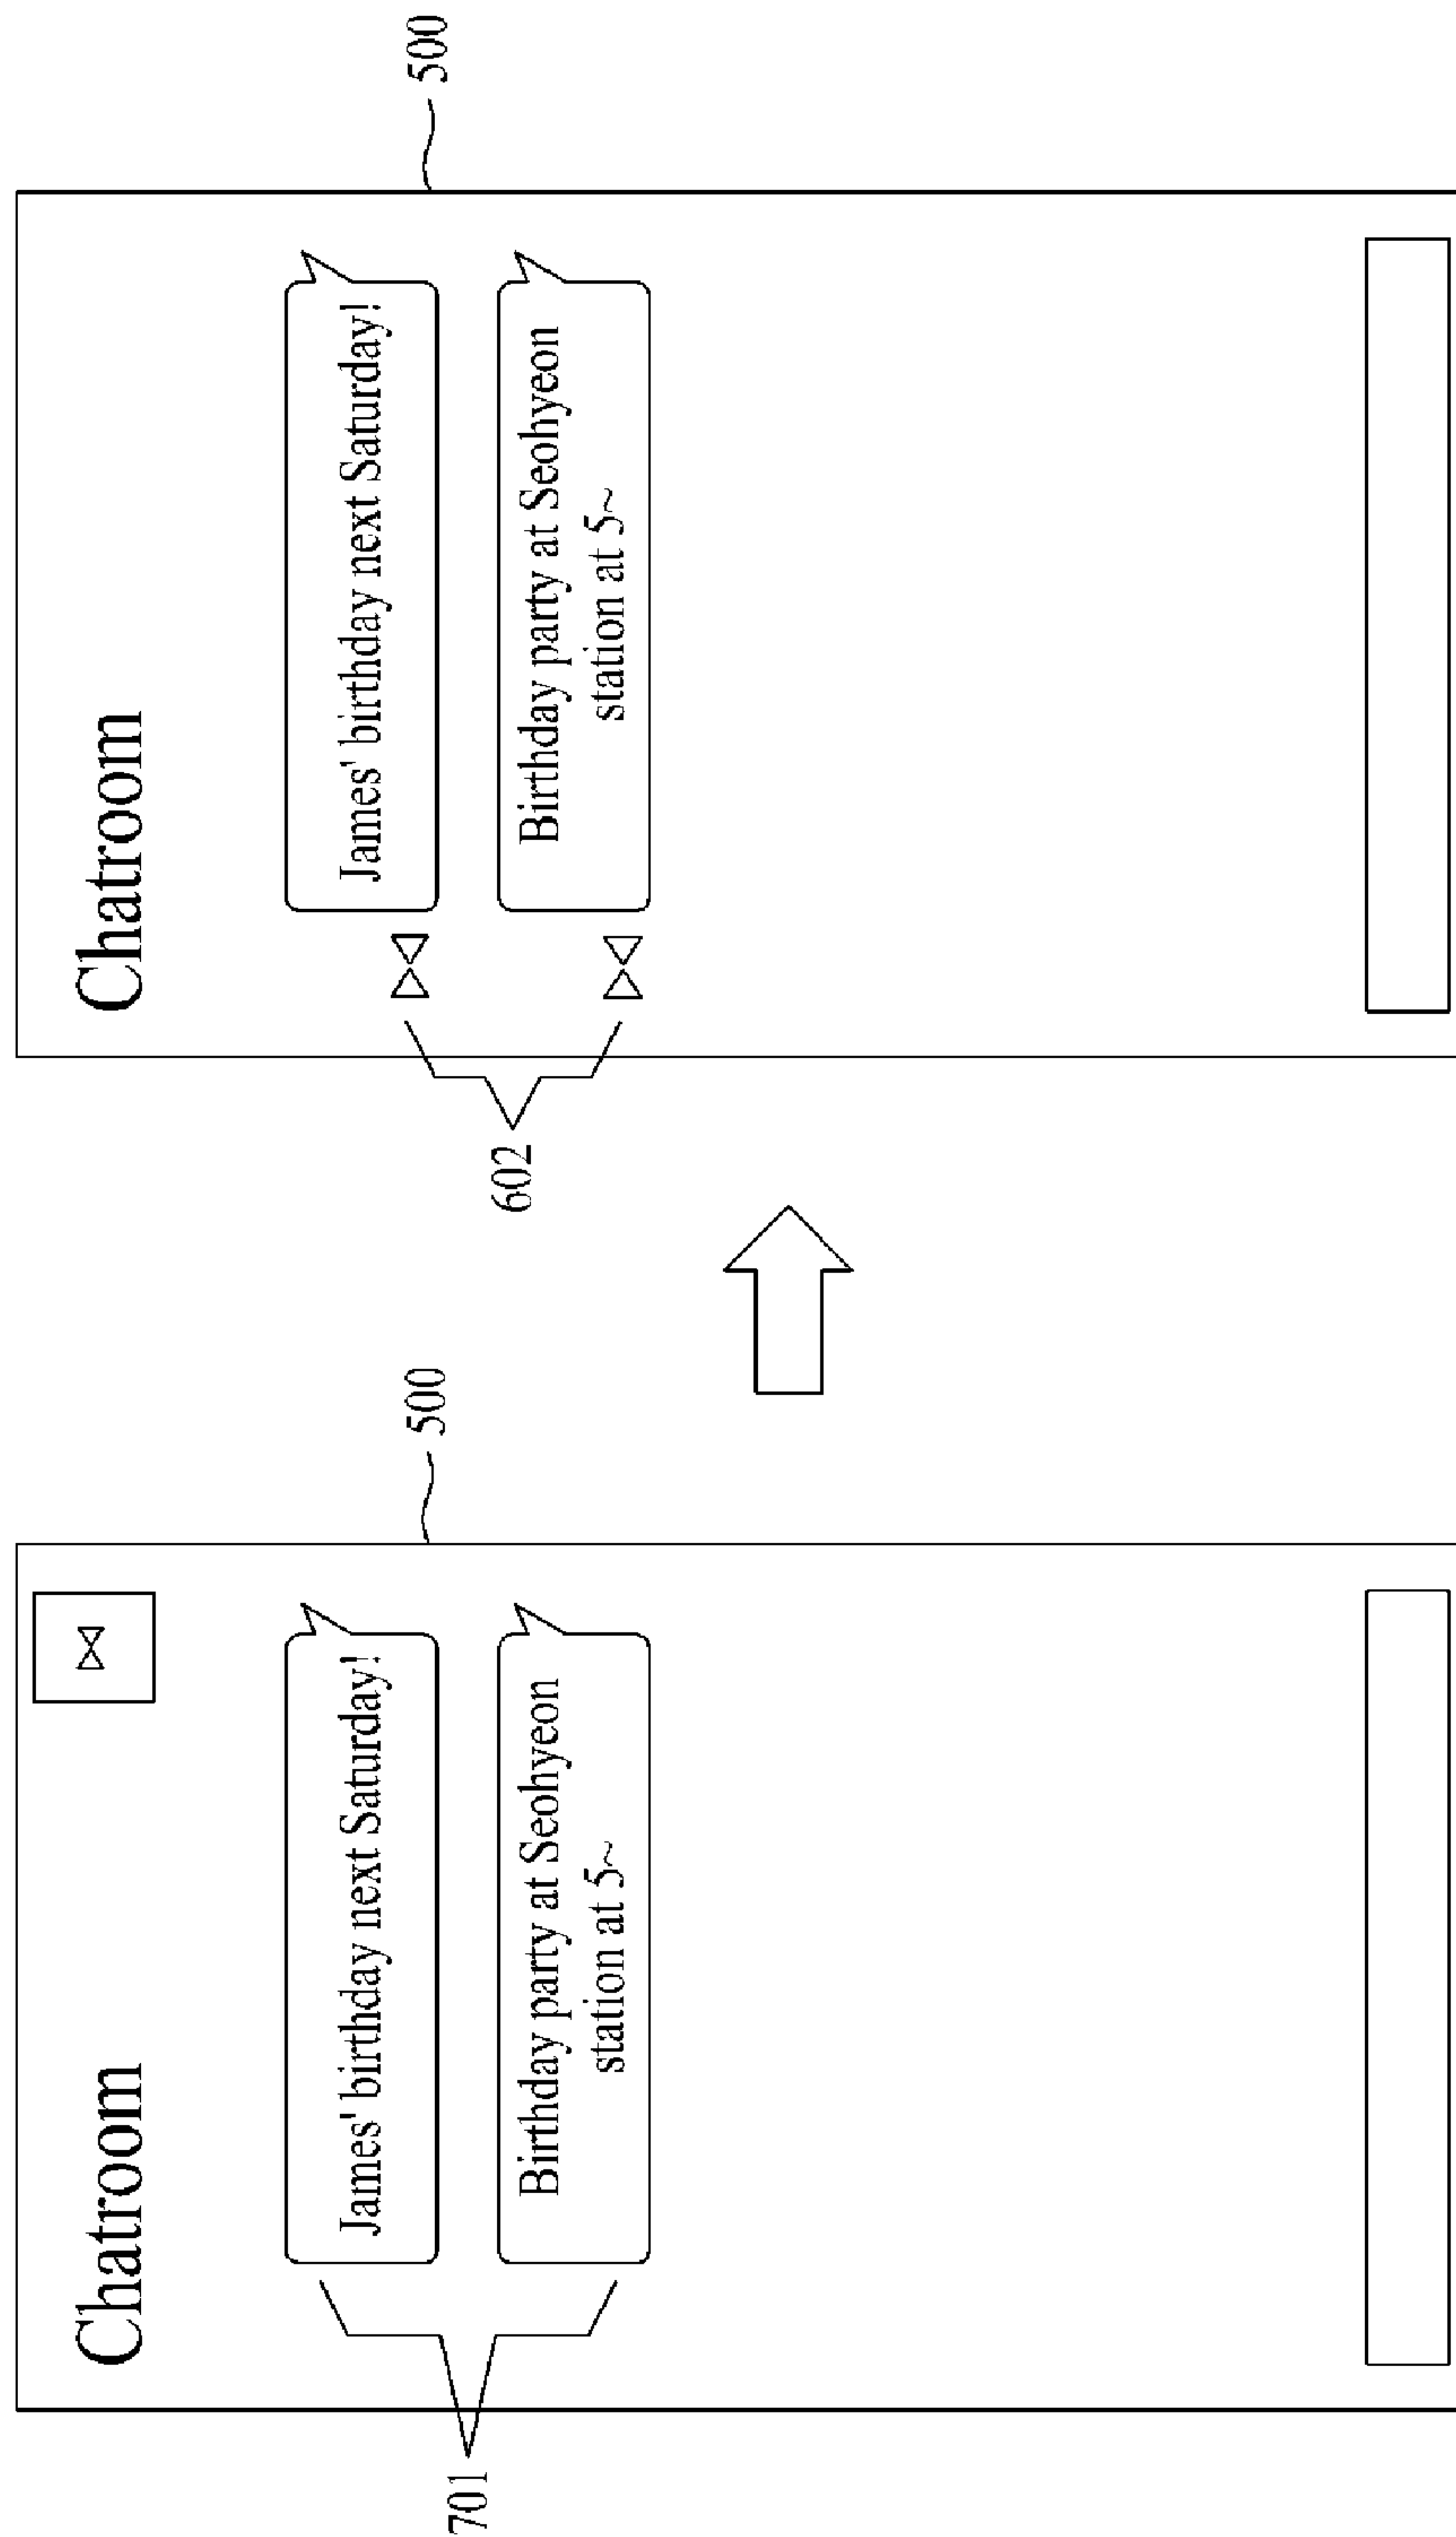 Chatroom
500
James' birthday next Saturday!
Birthday party at Seohyeon
station at 5~
701
Chatroom
500
James' birthday next Saturday!
Birthday party at Seohyeon
station at 5~
602